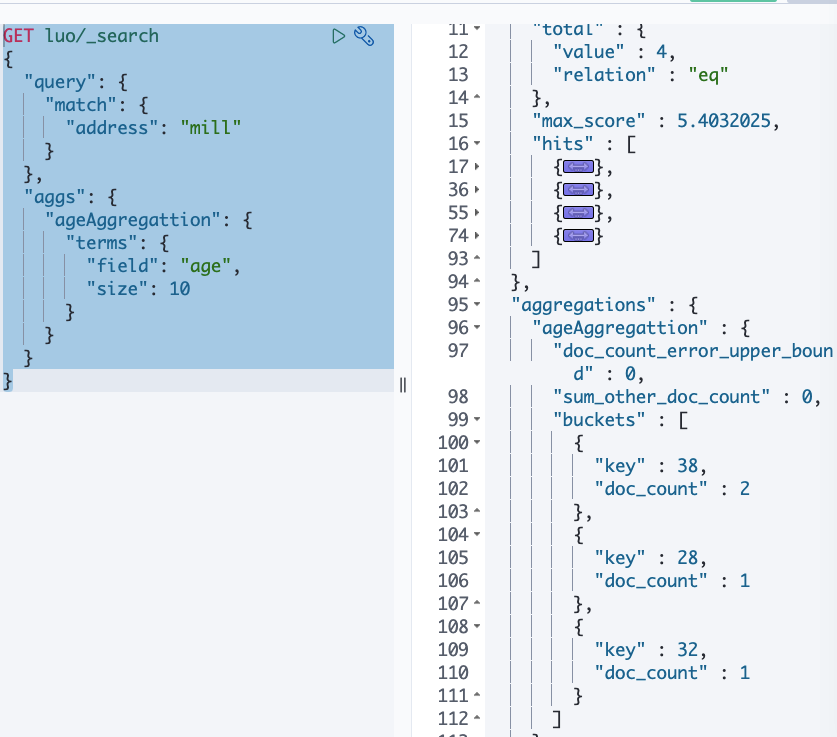 GET luo/_search
{
  "query": {
    "match": {
      "address": "mill"
    }
  },
  "aggs": {
    "ageAggregattion": {
      "terms": {
        "field": "age",
        "size": 10
      }
    }
  }
}
11 "total" : {
12 "value" : 4,
13 "relation" : "eq"
14 },
15 "max_score" : 5.4032025,
16 "hits" : [
17 {},
36 {},
55 {},
74 {}
93 ]
94 },
95 "aggregations" : {
96 "ageAggregattion" : {
97 "doc_count_error_upper_boun
d" : 0,
98 "sum_other_doc_count" : 0,
99 "buckets" : [
100 {
101 "key" : 38,
102 "doc_count" : 2
103 },
104 {
105 "key" : 28,
106 "doc_count" : 1
107 },
108 {
109 "key" : 32,
110 "doc_count" : 1
111 }
112 ]